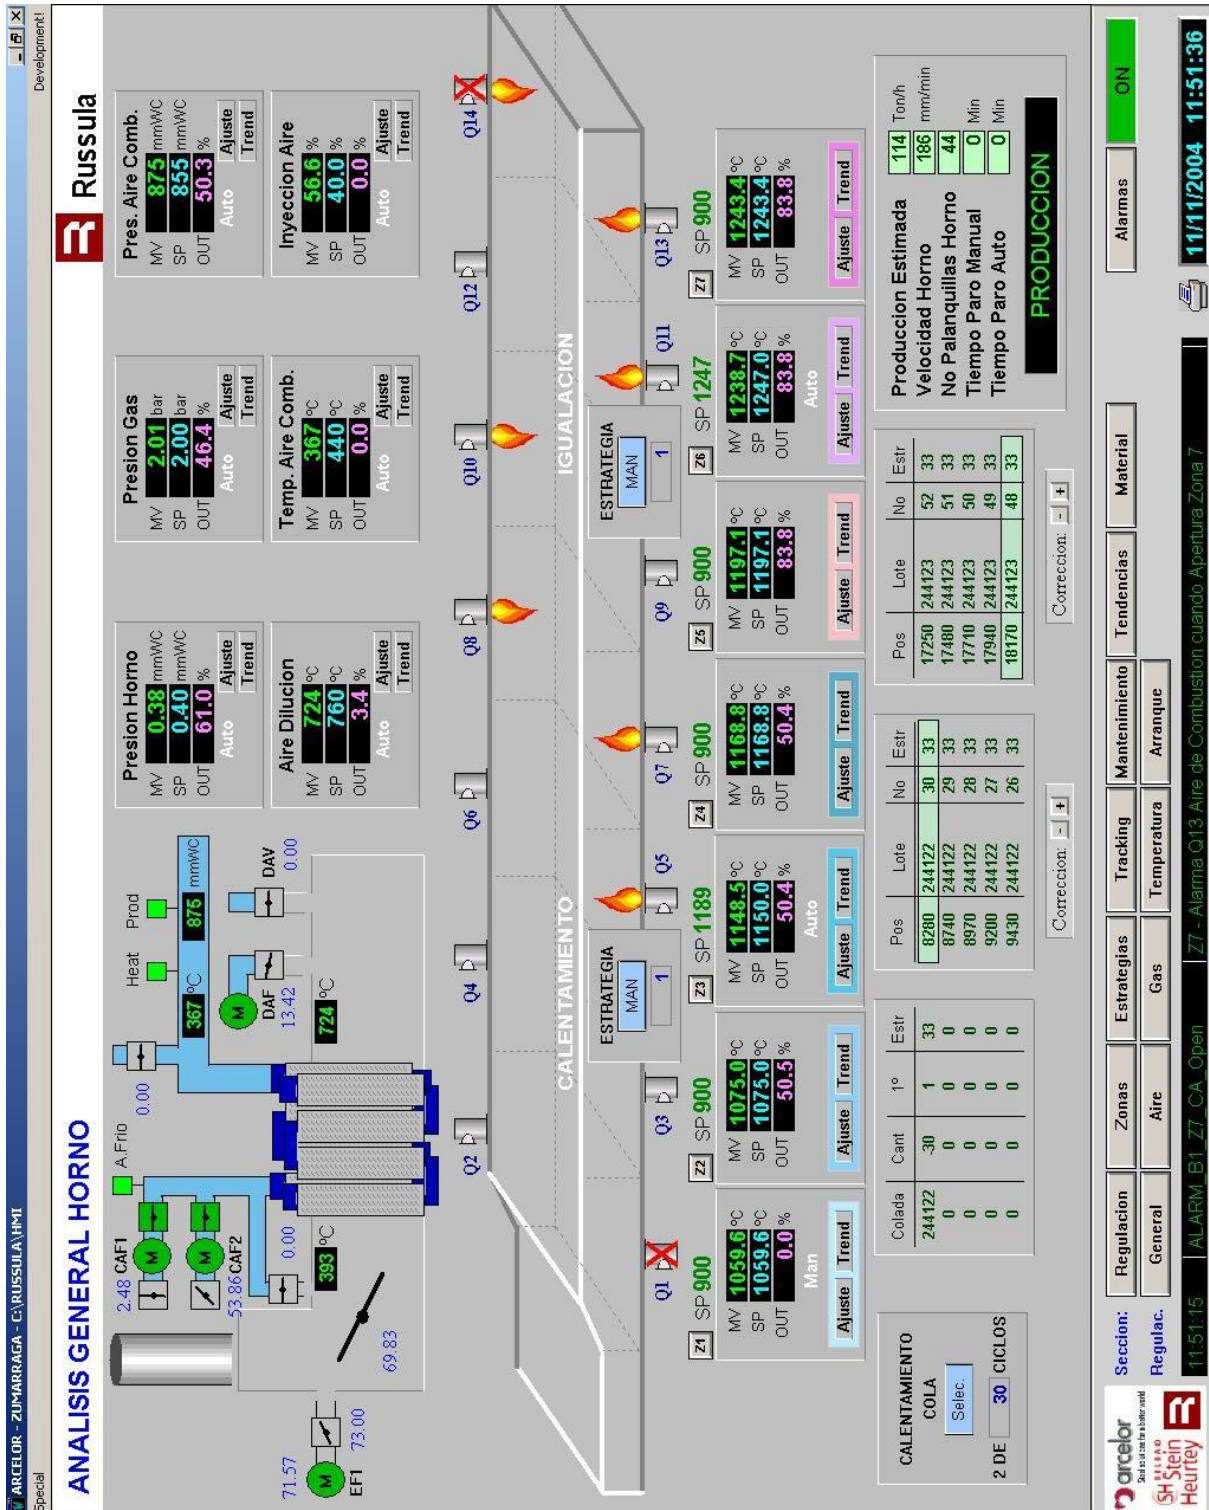 ARCELOR - ZUMARRAGA - C:\RUSSULA\HMI
Special
Development!
ANALISIS GENERAL HORNO
Russula
2.48 CAF1
A.Frio
0.00
Heat
Prod
367 ºC
875 mmWC
M
M
CAF2
53.86
0.00
393 ºC
M
DAF
13.42
DAV
0.00
724 ºC
69.83
71.57
M
EF1
73.00
Presion Horno
MV 0.38 mmWC
SP 0.40 mmWC
OUT 61.0 %
Auto
Ajuste
Trend
Presion Gas
MV 2.01 bar
SP 2.00 bar
OUT 46.4 %
Auto
Ajuste
Trend
Pres. Aire Comb.
MV 875 mmWC
SP 855 mmWC
OUT 50.3 %
Auto
Ajuste
Trend
Aire Dilucion
MV 724 ºC
SP 760 ºC
OUT 3.4 %
Auto
Ajuste
Trend
Temp. Aire Comb.
MV 367 ºC
SP 440 ºC
OUT 0.0 %
Auto
Ajuste
Trend
Inyeccion Aire
MV 56.6 %
SP 40.0 %
OUT 0.0 %
Auto
Ajuste
Trend
Q2 Q4 Q6 Q8 Q10 Q12 Q14
CALENTAMIENTO
IGUALACION
ESTRATEGIA
MAN
1
ESTRATEGIA
MAN
1
Q1 Q3 Q5 Q7 Q9 Q11 Q13
Z1 SP 900
MV 1059.6 ºC
SP 1059.6 ºC
OUT 0.0 %
Man
Ajuste Trend
Z2 SP 900
MV 1075.0 ºC
SP 1075.0 ºC
OUT 50.5 %
Ajuste Trend
Z3 SP 1189
MV 1148.5 ºC
SP 1150.0 ºC
OUT 50.4 %
Auto
Ajuste Trend
Z4 SP 900
MV 1168.8 ºC
SP 1168.8 ºC
OUT 50.4 %
Ajuste Trend
Z5 SP 900
MV 1197.1 ºC
SP 1197.1 ºC
OUT 83.8 %
Ajuste Trend
Z6 SP 1247
MV 1238.7 ºC
SP 1247.0 ºC
OUT 83.8 %
Auto
Ajuste Trend
Z7 SP 900
MV 1243.4 ºC
SP 1243.4 ºC
OUT 83.8 %
Ajuste Trend
CALENTAMIENTO
COLA
Selec.
2 DE 30 CICLOS
Colada Cant 1º Estr
244122 -30 1 33
0 0 0 0
0 0 0 0
0 0 0 0
0 0 0 0
Pos Lote No Estr
8280 244122 30 33
8740 244122 29 33
8970 244122 28 33
9200 244122 27 33
9430 244122 26 33
Correccion: - +
Pos Lote No Estr
17250 244123 52 33
17480 244123 51 33
17710 244123 50 33
17940 244123 49 33
18170 244123 48 33
Correccion: - +
Produccion Estimada 114 Ton/h
Velocidad Horno 186 mm/min
No Palanquillas Horno 44
Tiempo Paro Manual 0 Min
Tiempo Paro Auto 0 Min
PRODUCCION
arcelor
Steel solutions for a better world
BILBAO
SH Stein
Heurtey
Seccion: Regulacion Zonas Estrategias Tracking Mantenimiento Tendencias Material Alarmas ON
Regulac. General Aire Gas Temperatura Arranque
11:51:15 ALARM_B1_Z7_CA_Open Z7 - Alarma Q13 Aire de Combustion cuando Apertura Zona 7
11/11/2004 11:51:36